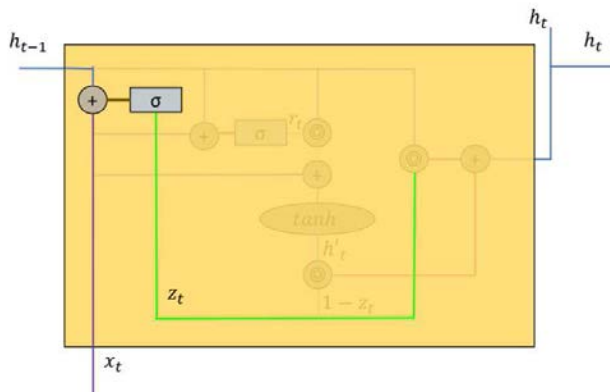 h_t
h_{t-1}
h_t
+
σ
σ
r_t
+
+
+
tanh
h'_t
z_t
1 − z_t
x_t